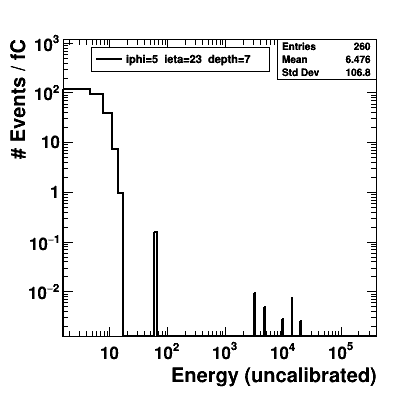 Entries 260
Mean 6.476
Std Dev 106.8
iphi=5 ieta=23 depth=7
# Events / fC
10³
10²
10
1
10⁻¹
10⁻²
10 10² 10³ 10⁴ 10⁵
Energy (uncalibrated)